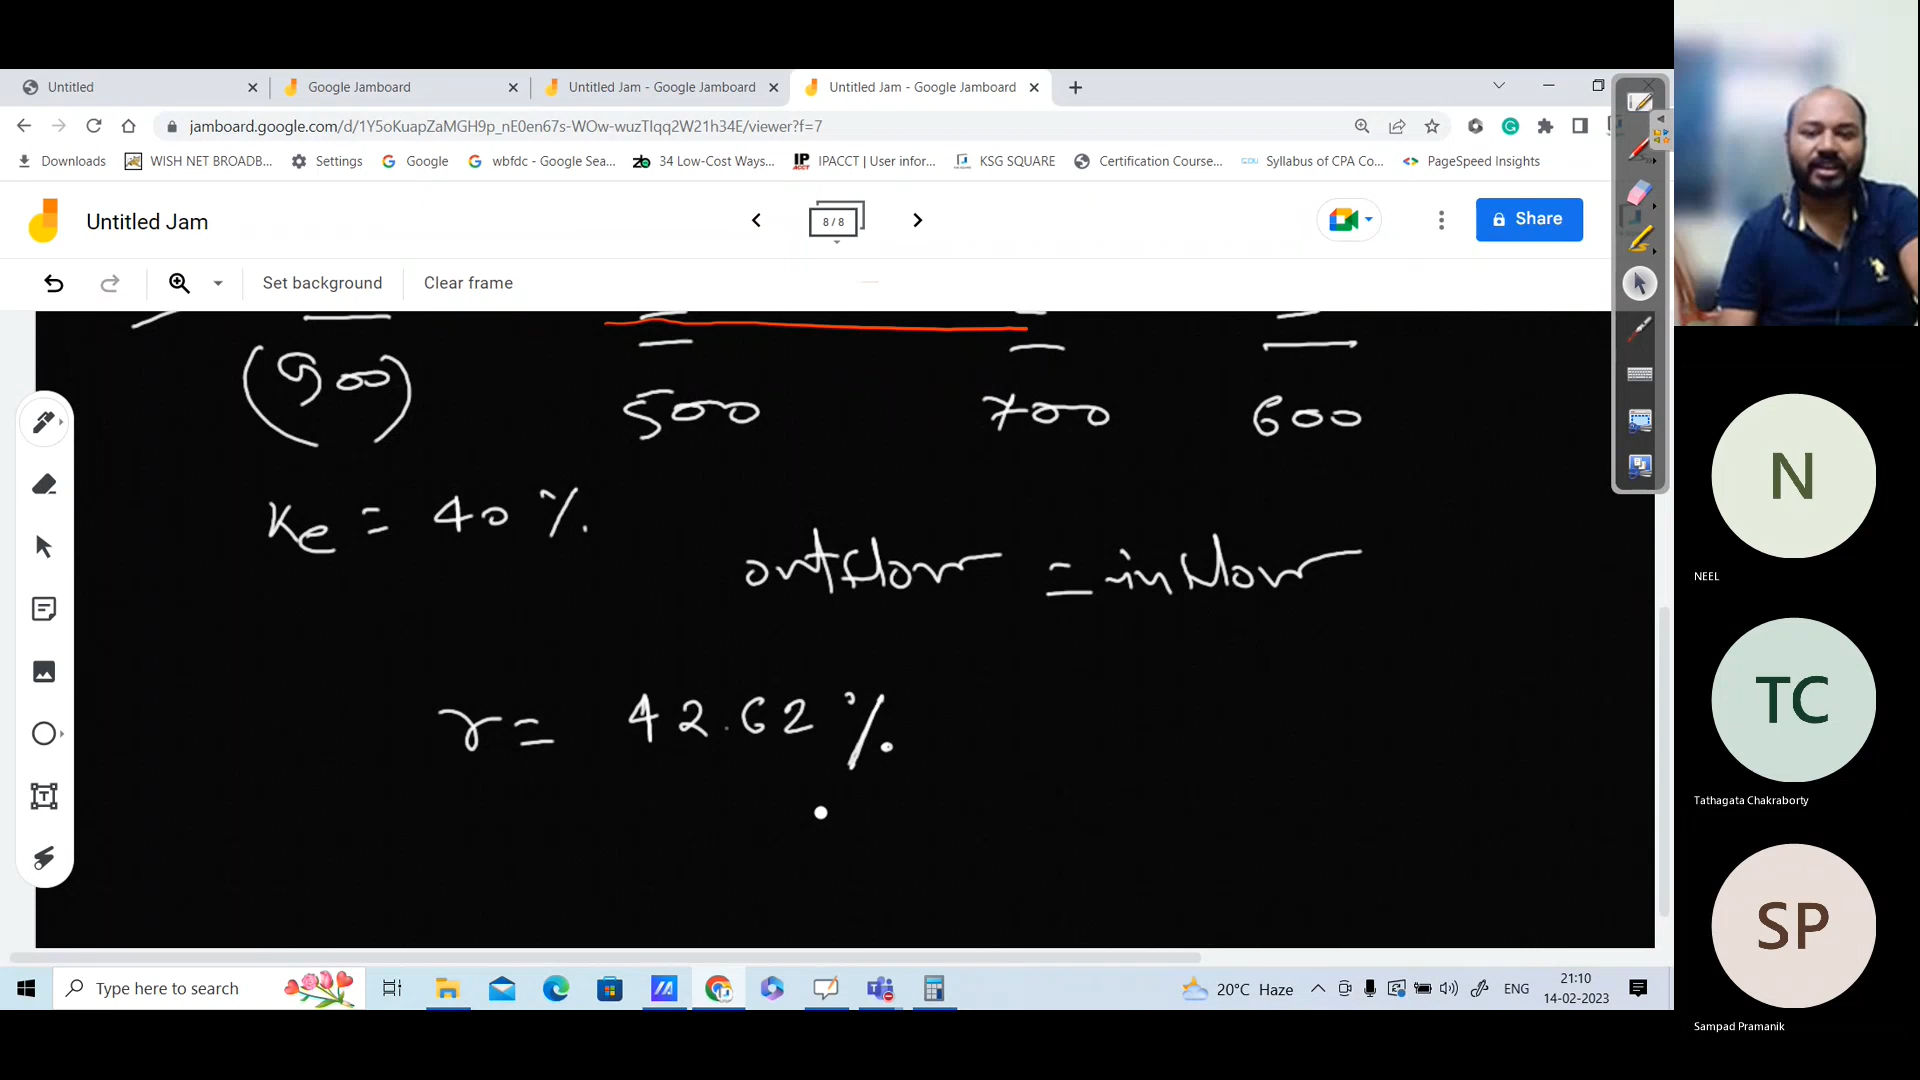 Untitled
Google Jamboard
Untitled Jam - Google Jamboard
Untitled Jam - Google Jamboard
jamboard.google.com/d/1Y5oKuapZaMGH9p_nE0en67s-WOw-wuzTlqq2W21h34E/viewer?f=7
Downloads
WISH NET BROADB...
Settings
Google
wbfdc - Google Sea...
34 Low-Cost Ways...
IPACCT | User infor...
KSG SQUARE
Certification Course...
Syllabus of CPA Co...
PageSpeed Insights
Untitled Jam
8 / 8
Share
Set background
Clear frame
(900)
500
700
600
Ke = 40 %.
outflow = inflow
r = 42.62 %.
N
NEEL
TC
Tathagata Chakraborty
SP
Sampad Pramanik
Type here to search
20°C Haze
ENG
21:10
14-02-2023